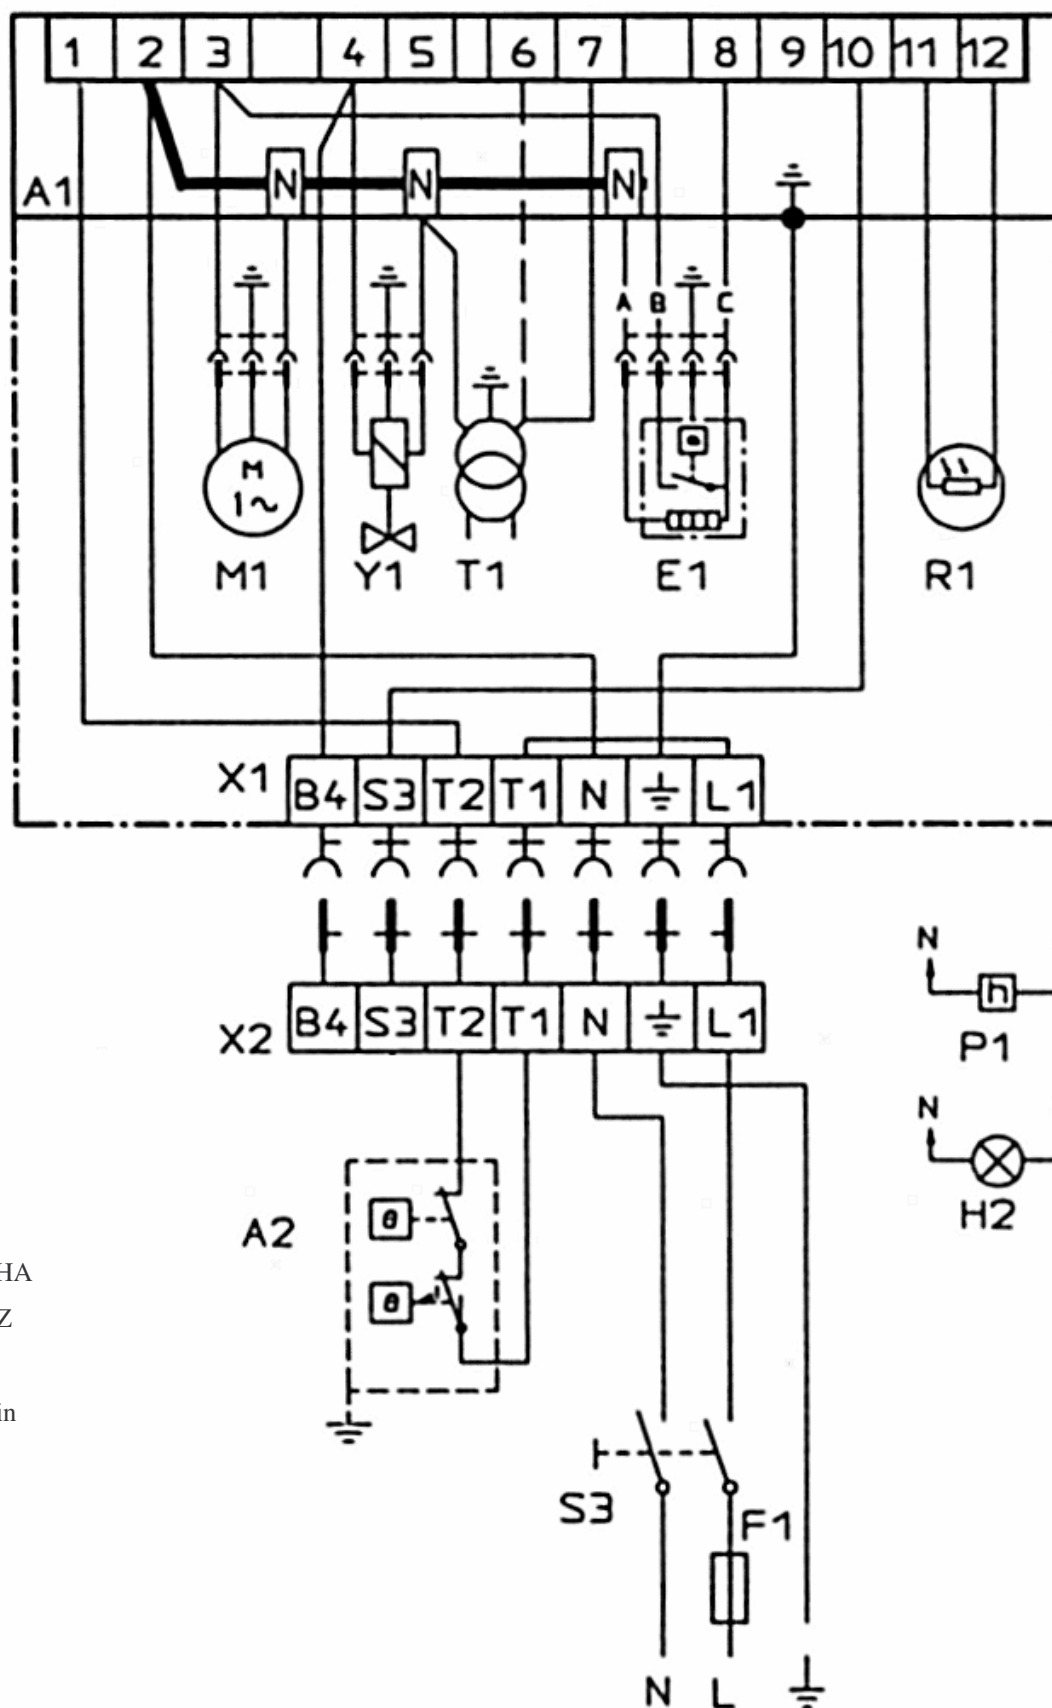 1 2 3 4 5 6 7 8 9 10 11 12
A1 N N N
A B C
M
1~
M1 Y1 T1 E1 R1
X1 B4 S3 T2 T1 N L1
N
h
X2 B4 S3 T2 T1 N L1
P1
N
A2 θ
H2
HA
θ
Z
in
S3 F1
N L